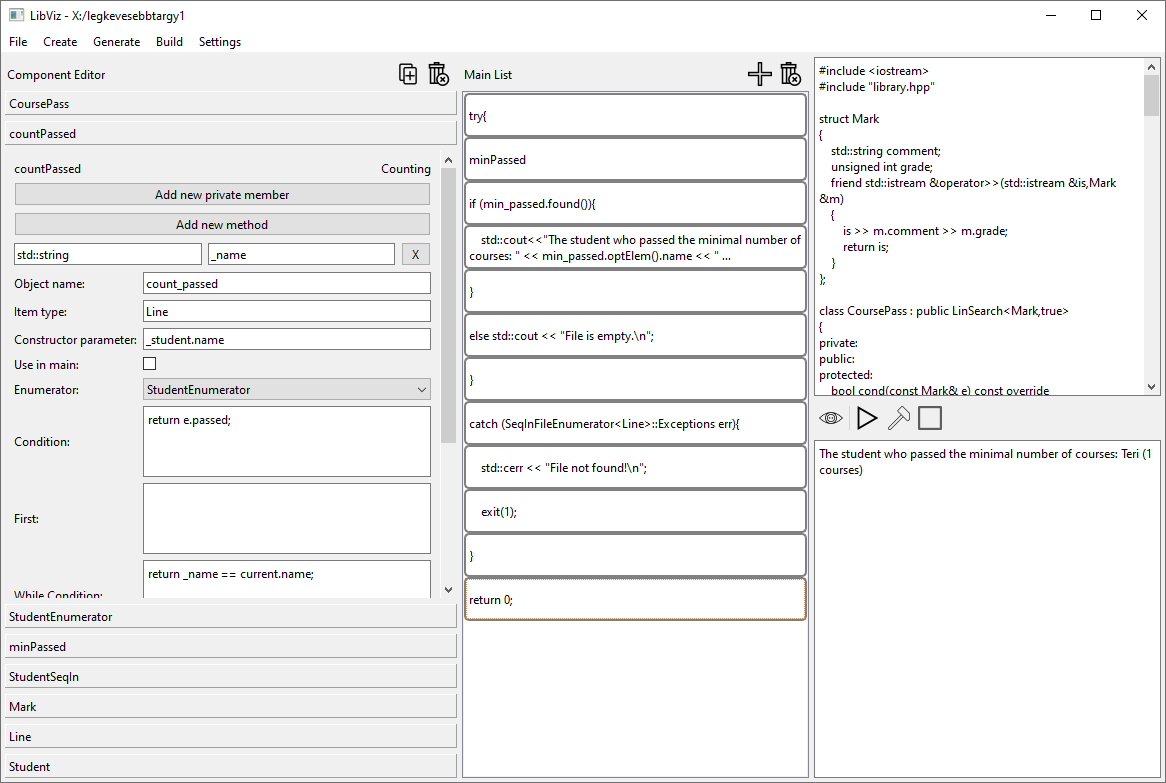 LibViz - X:/legkevesebbtargy1
File Create Generate Build Settings
Component Editor
CoursePass
countPassed
countPassed Counting
Add new private member
Add new method
std::string _name X
Object name: count_passed
Item type: Line
Constructor parameter: _student.name
Use in main:
Enumerator: StudentEnumerator
Condition: return e.passed;
First:
While Condition: return _name == current.name;
StudentEnumerator
minPassed
StudentSeqIn
Mark
Line
Student
Main List
try{
minPassed
if (min_passed.found()){
std::cout<<"The student who passed the minimal number of
courses: " << min_passed.optElem().name << " ...
}
else std::cout << "File is empty.\n";
}
catch (SeqInFileEnumerator<Line>::Exceptions err){
std::cerr << "File not found!\n";
exit(1);
}
return 0;
#include <iostream>
#include "library.hpp"
struct Mark
{
std::string comment;
unsigned int grade;
friend std::istream &operator>>(std::istream &is,Mark
&m)
{
is >> m.comment >> m.grade;
return is;
}
};
class CoursePass : public LinSearch<Mark,true>
{
private:
public:
protected:
bool cond(const Mark& e) const override
The student who passed the minimal number of courses: Teri (1
courses)